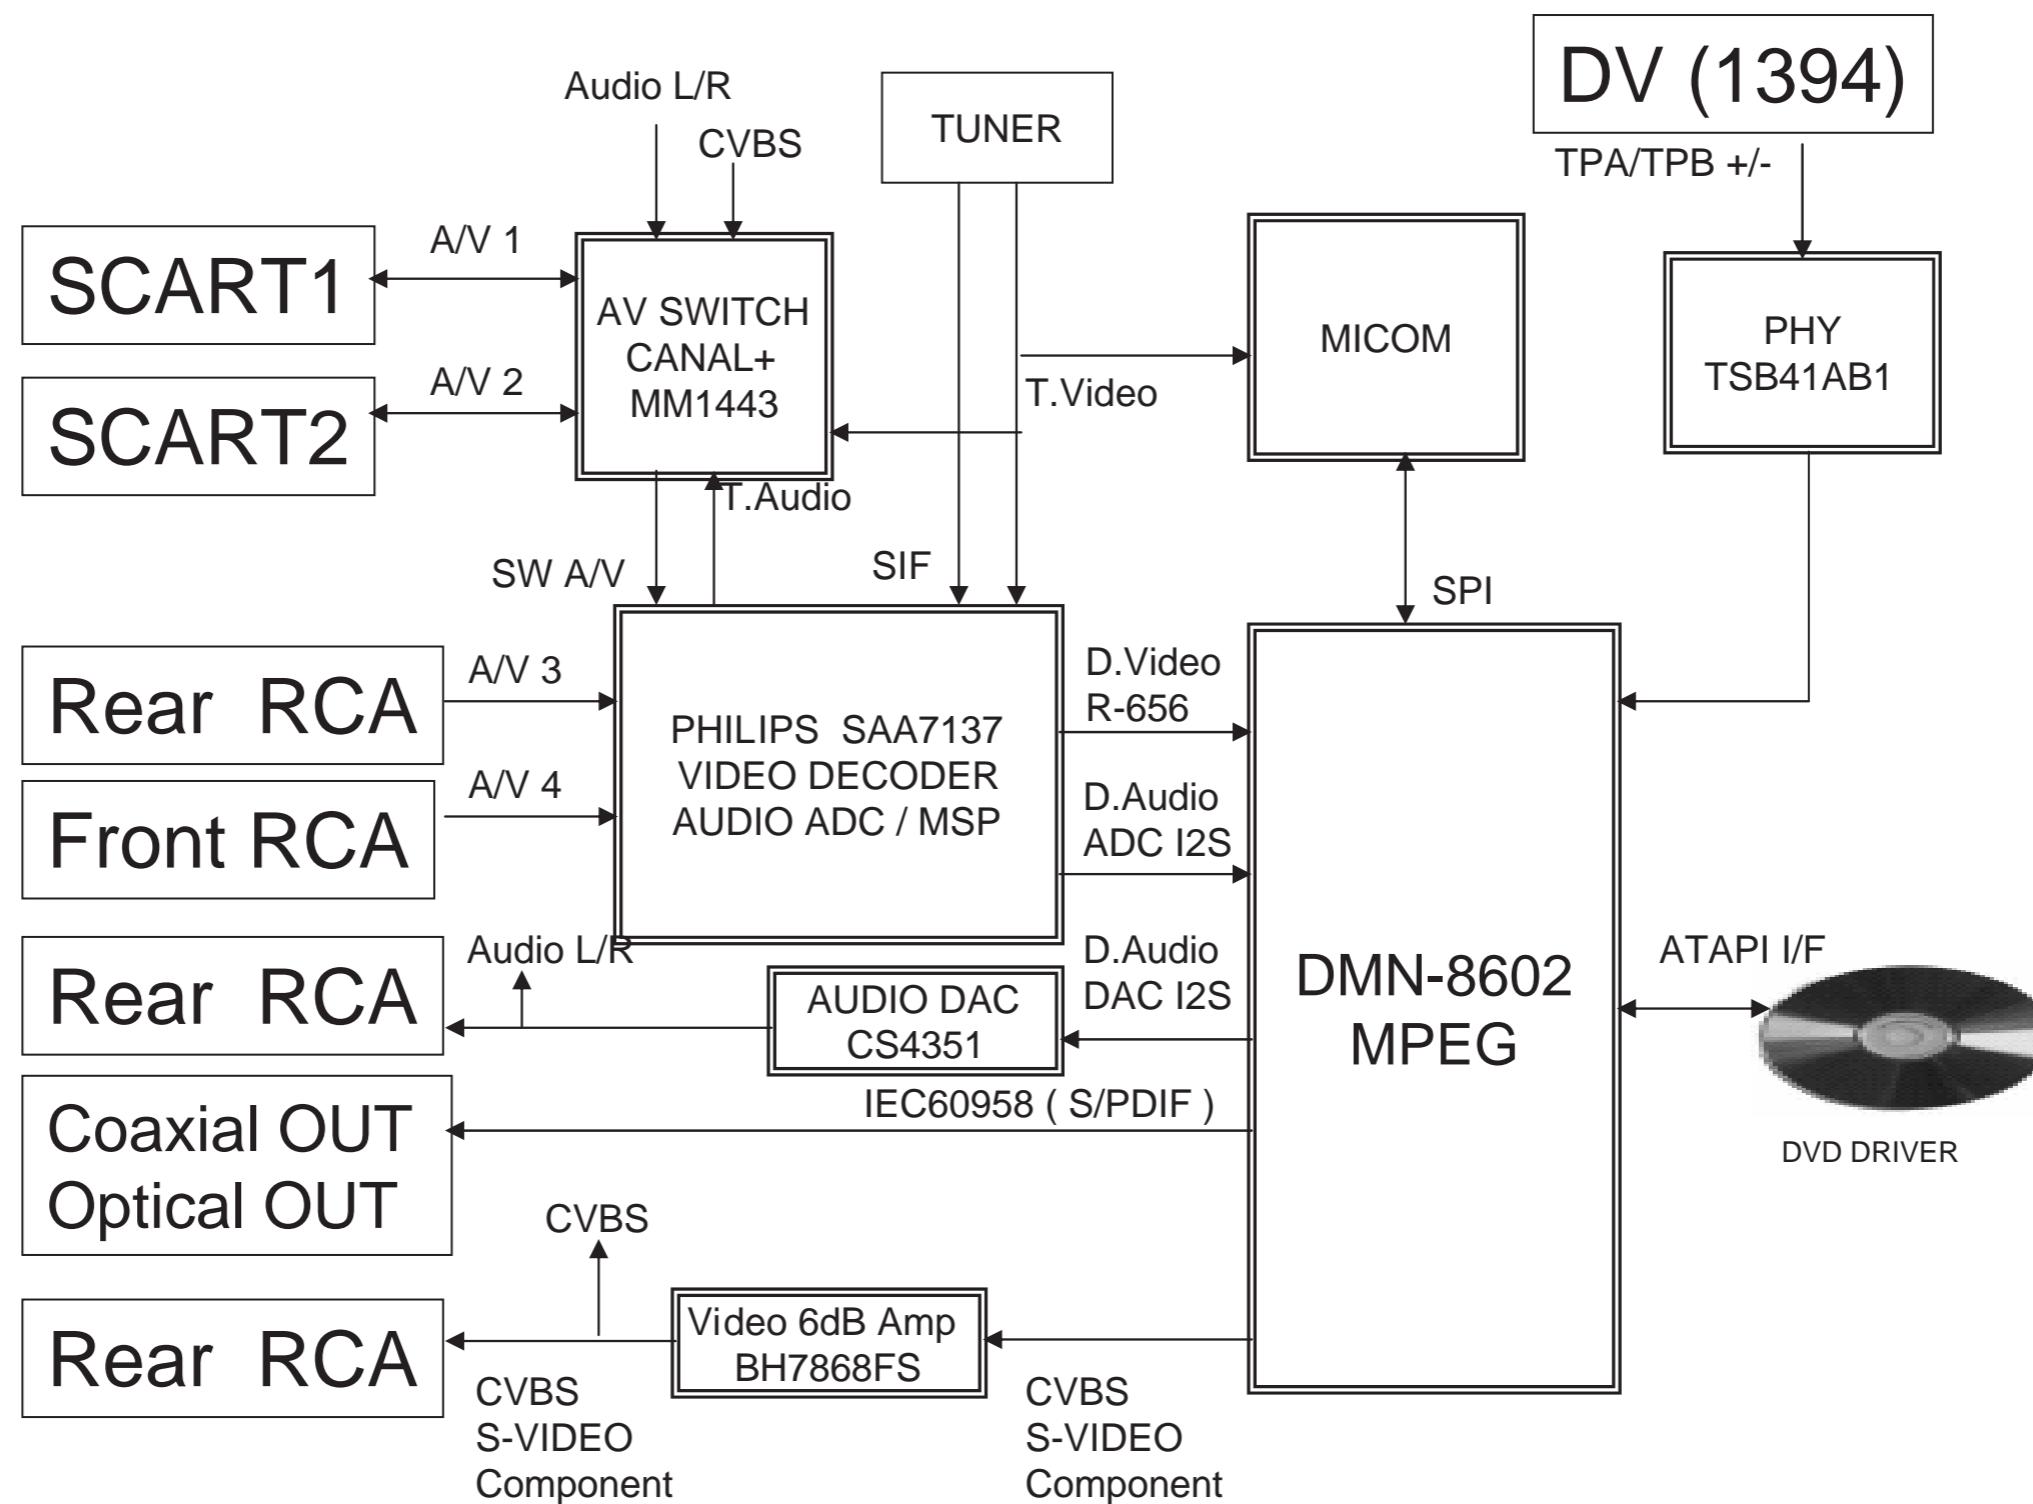 DV (1394)
Audio L/R
TUNER
CVBS
TPA/TPB +/-
A/V 1
SCART1
AV SWITCH
CANAL+
MM1443
MICOM
PHY
TSB41AB1
A/V 2
T.Video
SCART2
T.Audio
SW A/V
SIF
SPI
A/V 3
D.Video
R-656
Rear RCA
PHILIPS SAA7137
VIDEO DECODER
AUDIO ADC / MSP
A/V 4
D.Audio
ADC I2S
Front RCA
Audio L/R
D.Audio
DAC I2S
ATAPI I/F
Rear RCA
AUDIO DAC
CS4351
DMN-8602
MPEG
IEC60958 ( S/PDIF )
Coaxial OUT
Optical OUT
DVD DRIVER
CVBS
Rear RCA
Video 6dB Amp
BH7868FS
CVBS
S-VIDEO
Component
CVBS
S-VIDEO
Component